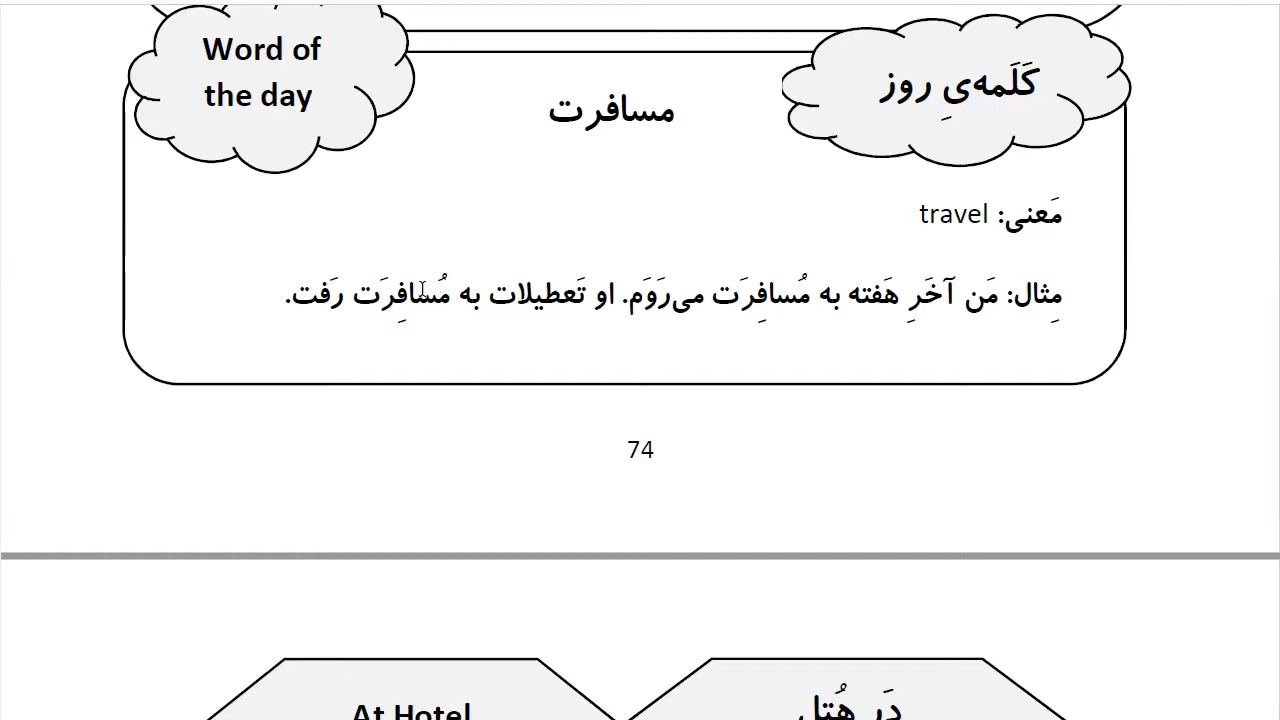 Word of
the day
کَلَمه‌یِ روز
مسافرت
مَعنی: travel
مِثال: مَن آخَرِ هَفته به مُسافِرَت می‌رَوَم. او تَعطیلات به مُسافِرَت رَفت.
74
At Hotel
دَر هُتل